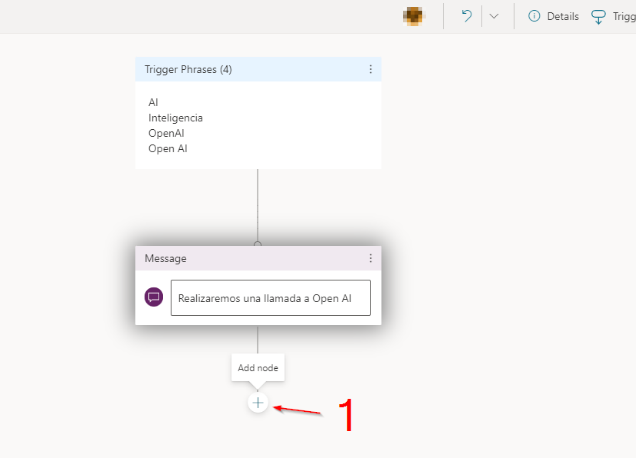 Details
Trigg
Trigger Phrases (4)
AI
Inteligencia
OpenAI
Open AI
Message
Realizaremos una llamada a Open AI
Add node
1